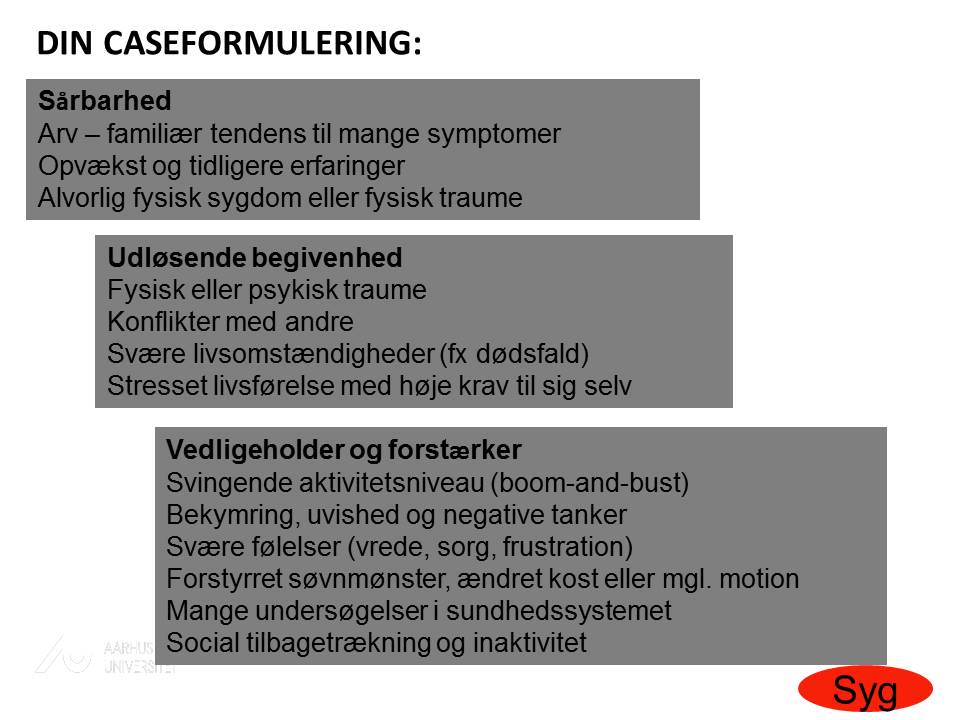 DIN CASEFORMULERING:
Sårbarhed
Arv – familiær tendens til mange symptomer
Opvækst og tidligere erfaringer
Alvorlig fysisk sygdom eller fysisk traume
Udløsende begivenhed
Fysisk eller psykisk traume
Konflikter med andre
Svære livsomstændigheder (fx dødsfald)
Stresset livsførelse med høje krav til sig selv
Vedligeholder og forstærker
Svingende aktivitetsniveau (boom-and-bust)
Bekymring, uvished og negative tanker
Svære følelser (vrede, sorg, frustration)
Forstyrret søvnmønster, ændret kost eller mgl. motion
Mange undersøgelser i sundhedssystemet
Social tilbagetrækning og inaktivitet
AARHUS
UNIVERSITET
Syg